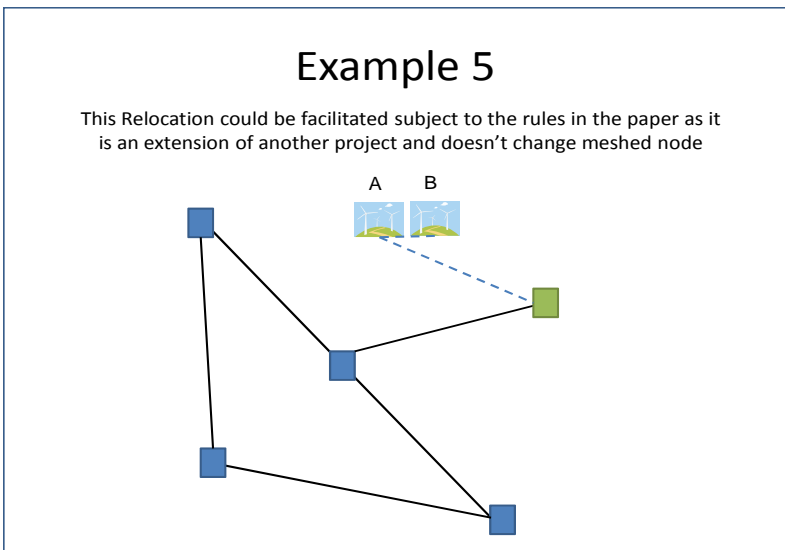 Example 5
This Relocation could be facilitated subject to the rules in the paper as it
is an extension of another project and doesn't change meshed node
A B